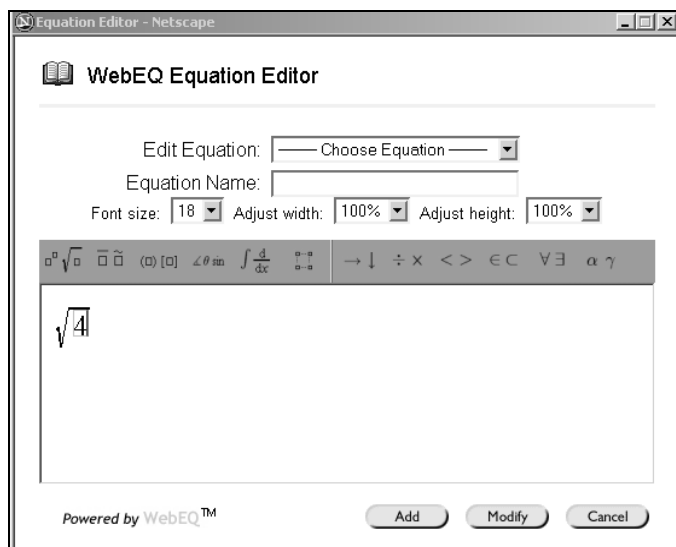 Equation Editor - Netscape
WebEQ Equation Editor
Edit Equation: —— Choose Equation ——
Equation Name:
Font size: 18 Adjust width: 100% Adjust height: 100%
□^□ √□ □̅ □̃ (□) [□] ∠θ sin ∫ d/dx → ↓ ÷ × < > ∈ ⊂ ∀ ∃ α γ
√4
Powered by WebEQ™ Add Modify Cancel